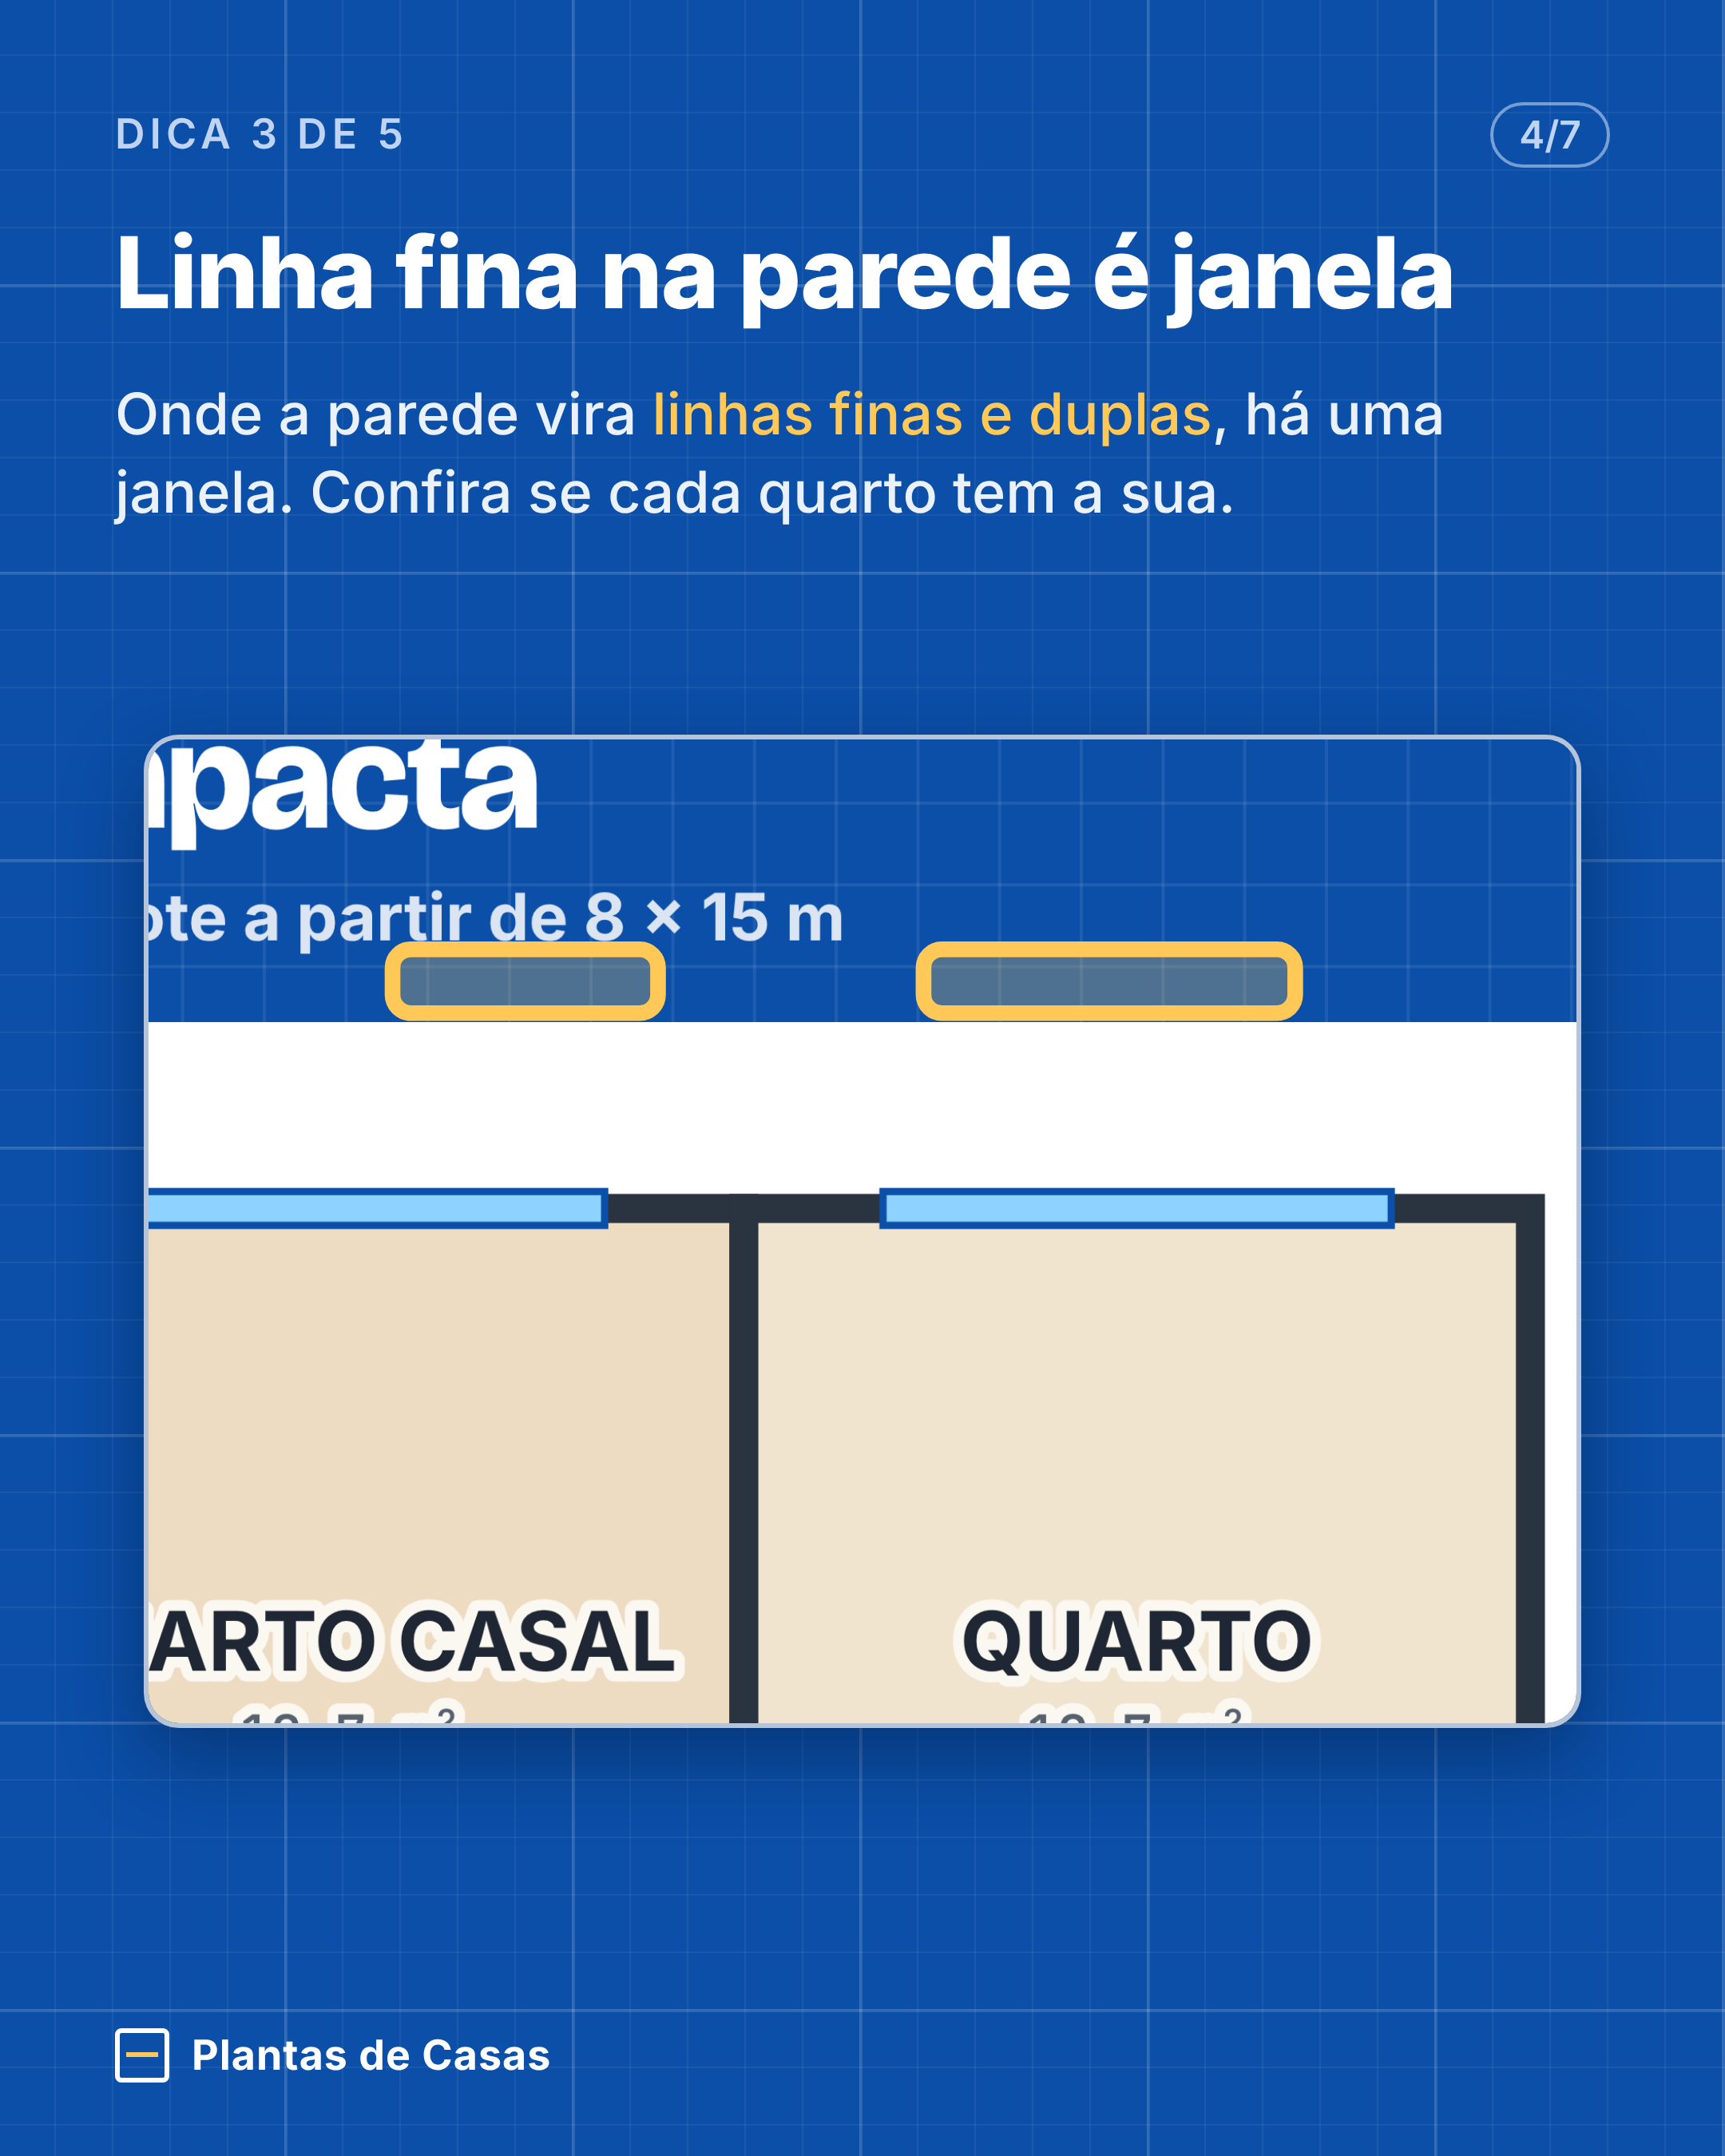 DICA 3 DE 5
4/7
Linha fina na parede é janela
Onde a parede vira linhas finas e duplas, há uma
janela. Confira se cada quarto tem a sua.
pacta
te a partir de 8 × 15 m
ARTO CASAL
QUARTO
Plantas de Casas